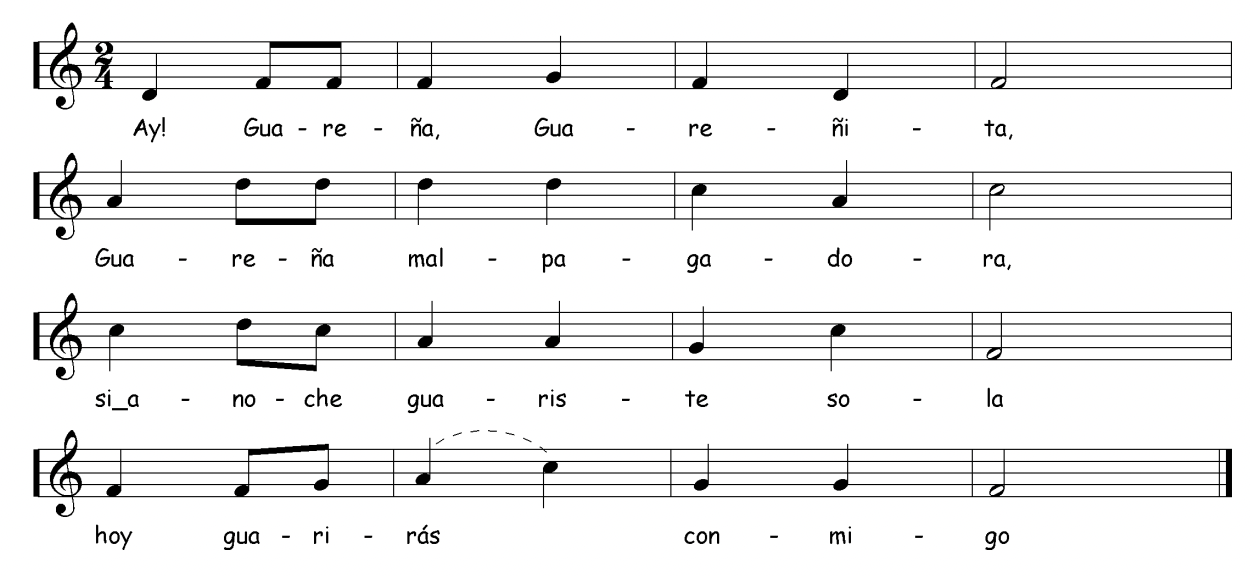 2
4
Ay! Gua - re - ña, Gua - re - ñi - ta,
Gua - re - ña mal - pa - ga - do - ra,
si_a - no - che gua - ris - te so - la
hoy gua - ri - rás con - mi - go